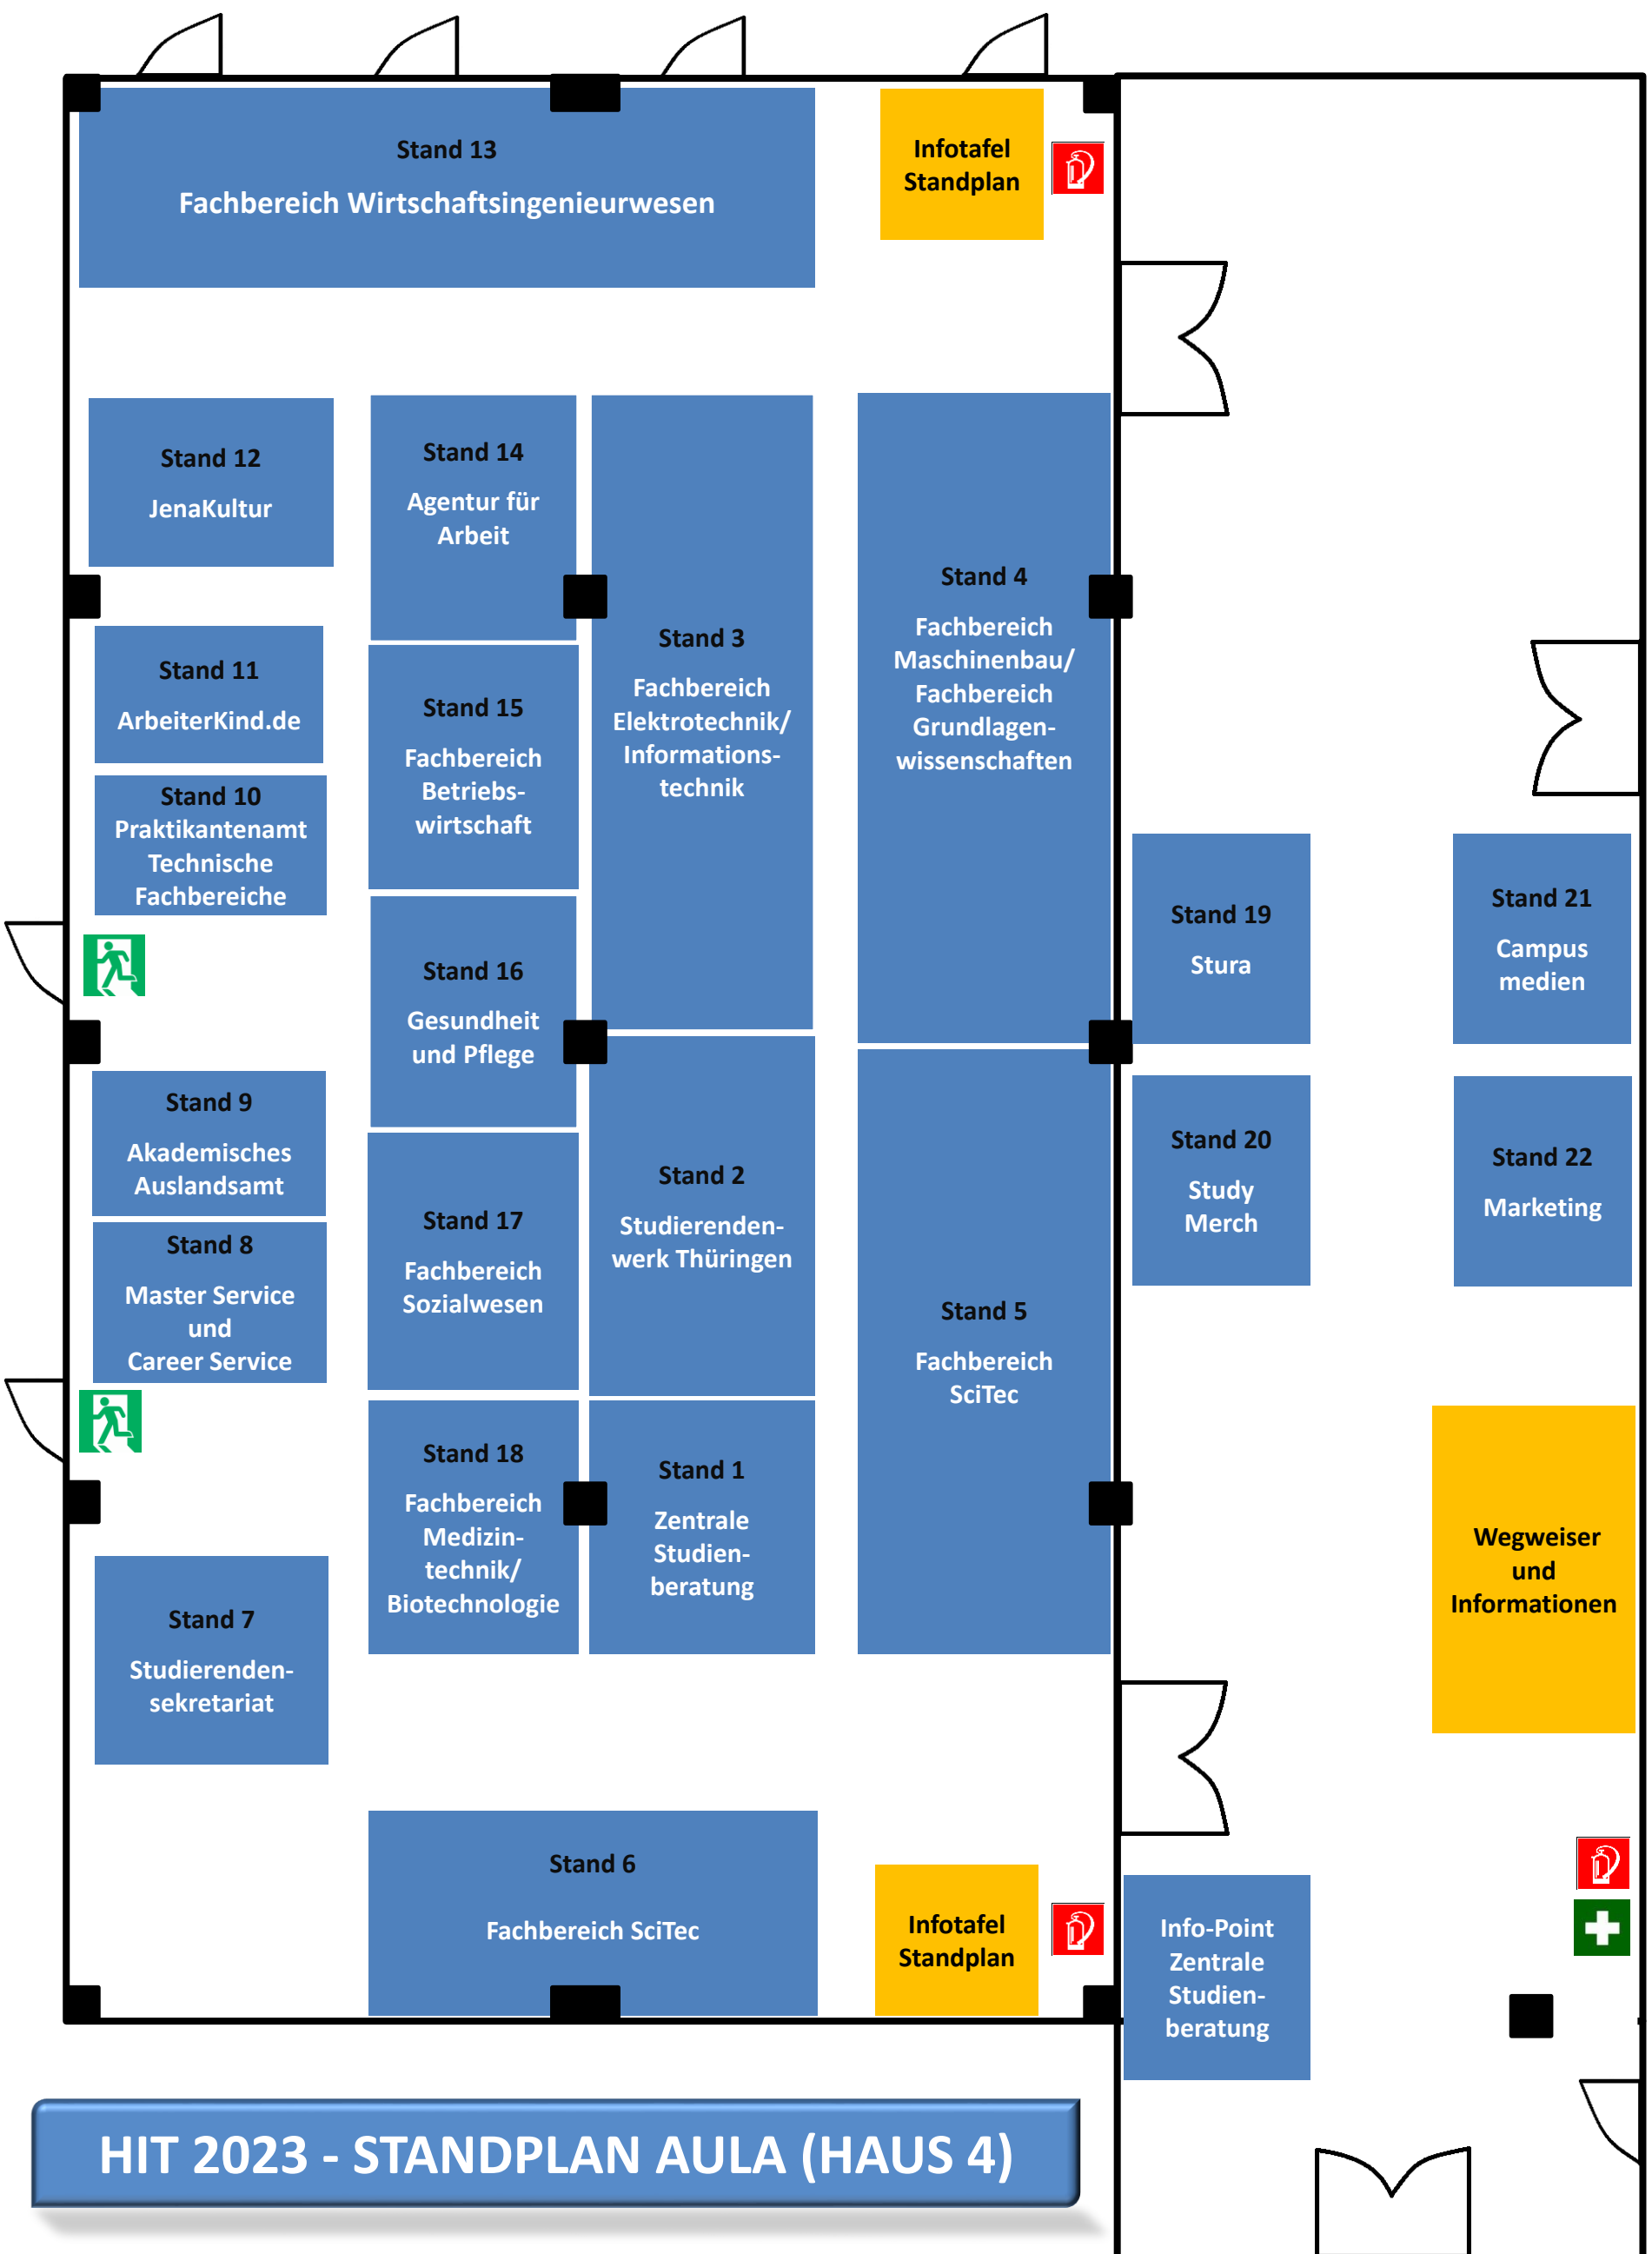 Stand 13
Fachbereich Wirtschaftsingenieurwesen
Infotafel
Standplan
Stand 12
JenaKultur
Stand 14
Agentur für
Arbeit
Stand 3
Fachbereich
Elektrotechnik/
Informations-
technik
Stand 4
Fachbereich
Maschinenbau/
Fachbereich
Grundlagen-
wissenschaften
Stand 11
ArbeiterKind.de
Stand 15
Fachbereich
Betriebs-
wirtschaft
Stand 10
Praktikantenamt
Technische
Fachbereiche
Stand 16
Gesundheit
und Pflege
Stand 19
Stura
Stand 21
Campus
medien
Stand 9
Akademisches
Auslandsamt
Stand 2
Studierenden-
werk Thüringen
Stand 20
Study
Merch
Stand 22
Marketing
Stand 8
Master Service
und
Career Service
Stand 17
Fachbereich
Sozialwesen
Stand 5
Fachbereich
SciTec
Stand 18
Fachbereich
Medizin-
technik/
Biotechnologie
Stand 1
Zentrale
Studien-
beratung
Wegweiser
und
Informationen
Stand 7
Studierenden-
sekretariat
Stand 6
Fachbereich SciTec
Infotafel
Standplan
Info-Point
Zentrale
Studien-
beratung
HIT 2023 - STANDPLAN AULA (HAUS 4)